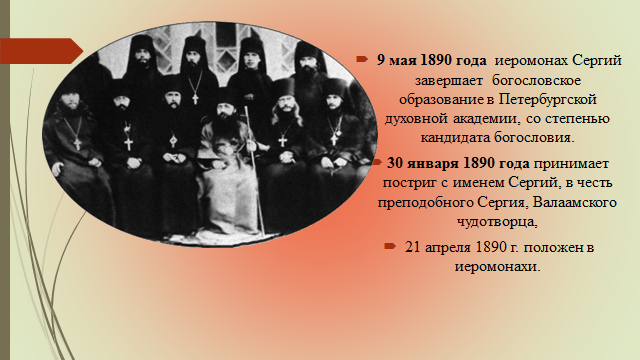 9 мая 1890 года иеромонах Сергий
завершает богословское
образование в Петербургской
духовной академии, со степенью
кандидата богословия.
30 января 1890 года принимает
постриг с именем Сергий, в честь
преподобного Сергия, Валаамского
чудотворца,
21 апреля 1890 г. положен в
иеромонахи.